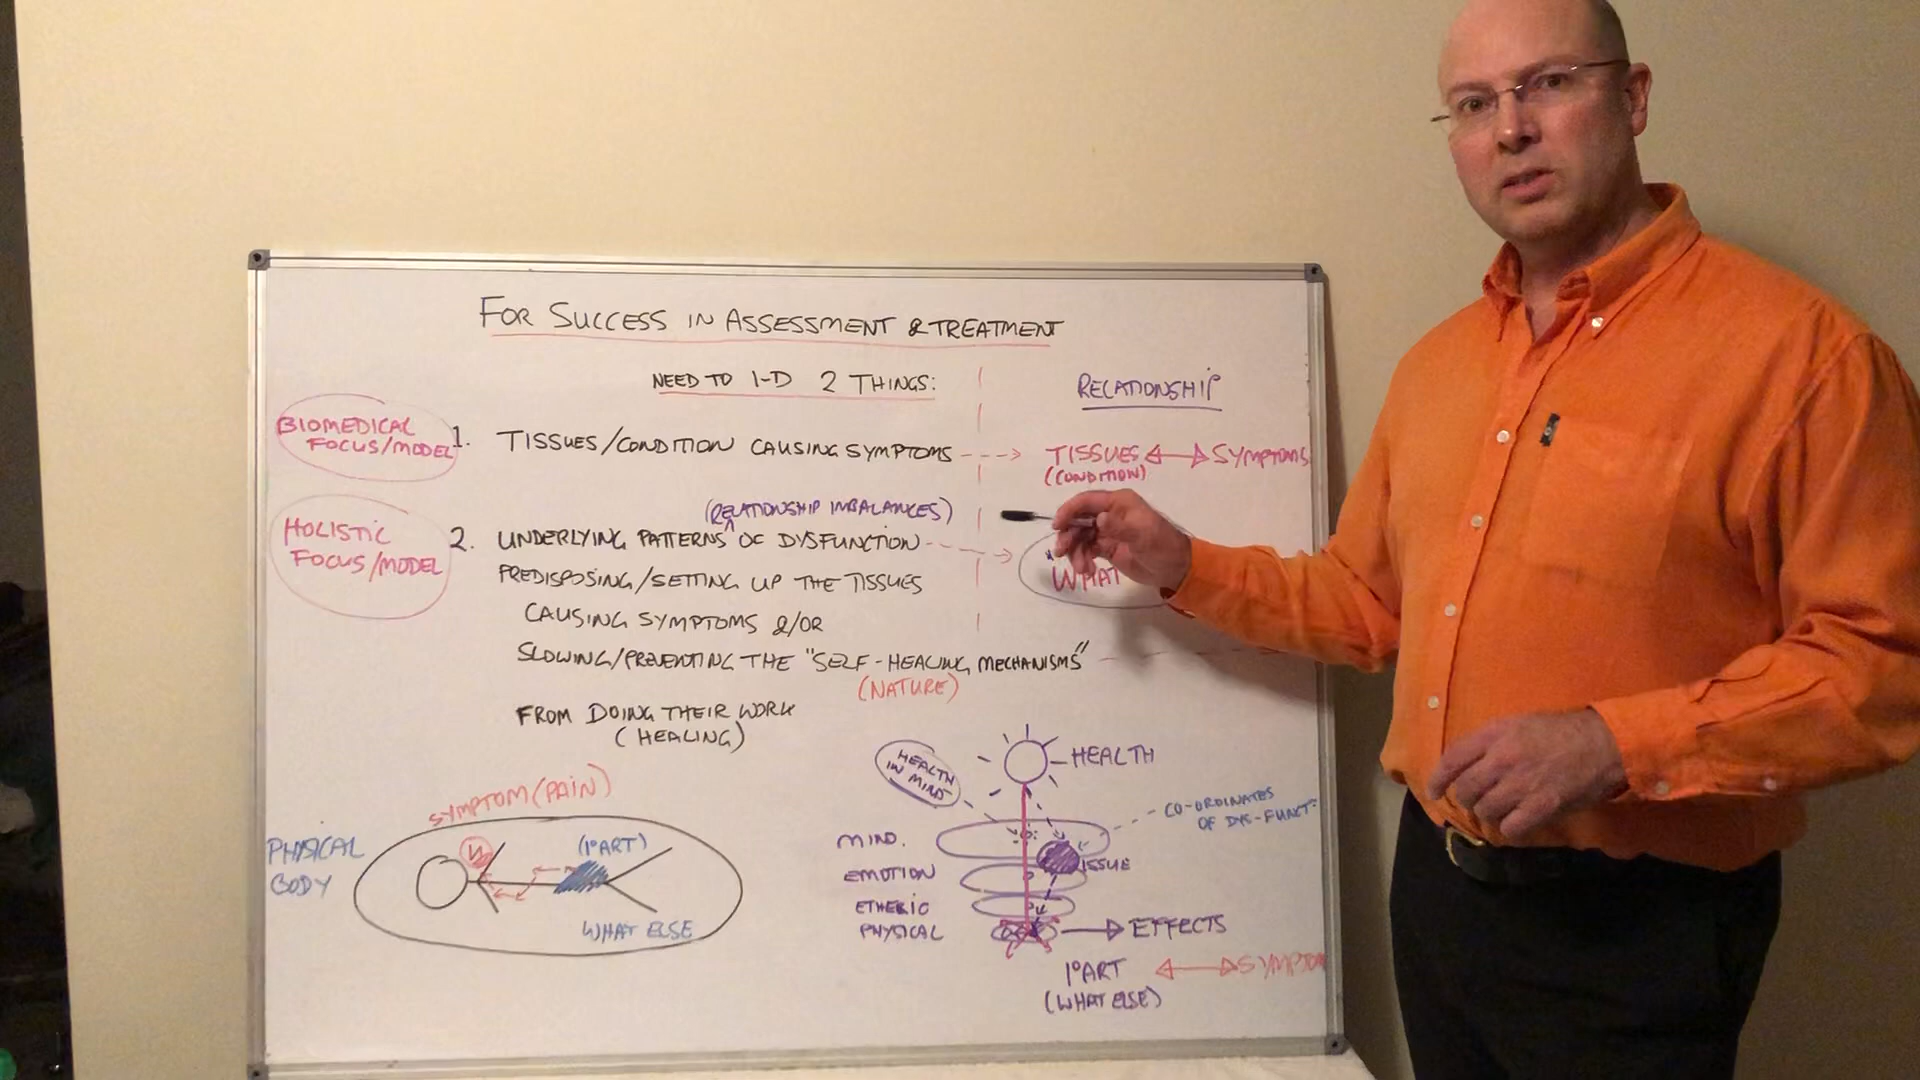 FOR SUCCESS IN ASSESSMENT & TREATMENT
NEED TO I-D 2 THINGS:
RELATIONSHIP
BIOMEDICAL
FOCUS/MODEL
1. TISSUES/CONDITION CAUSING SYMPTOMS
TISSUES SYMPTOMS
(CONDITION)
(RELATIONSHIP IMBALANCES)
HOLISTIC
FOCUS/MODEL
2. UNDERLYING PATTERNS OF DYSFUNCTION
PREDISPOSING/SETTING UP THE TISSUES
CAUSING SYMPTOMS &/OR
SLOWING/PREVENTING THE "SELF-HEALING MECHANISMS"
(NATURE)
FROM DOING THEIR WORK
(HEALING)
WHAT
SYMPTOM (PAIN)
PHYSICAL
BODY
(1° ART)
WHAT ELSE
HEALTH
IN MIND
HEALTH
CO-ORDINATES
OF DYS-FUNCT-
MIND.
ISSUE
EMOTION
ETHERIC
PHYSICAL
EFFECTS
1° ART SYMPTOM
(WHAT ELSE)